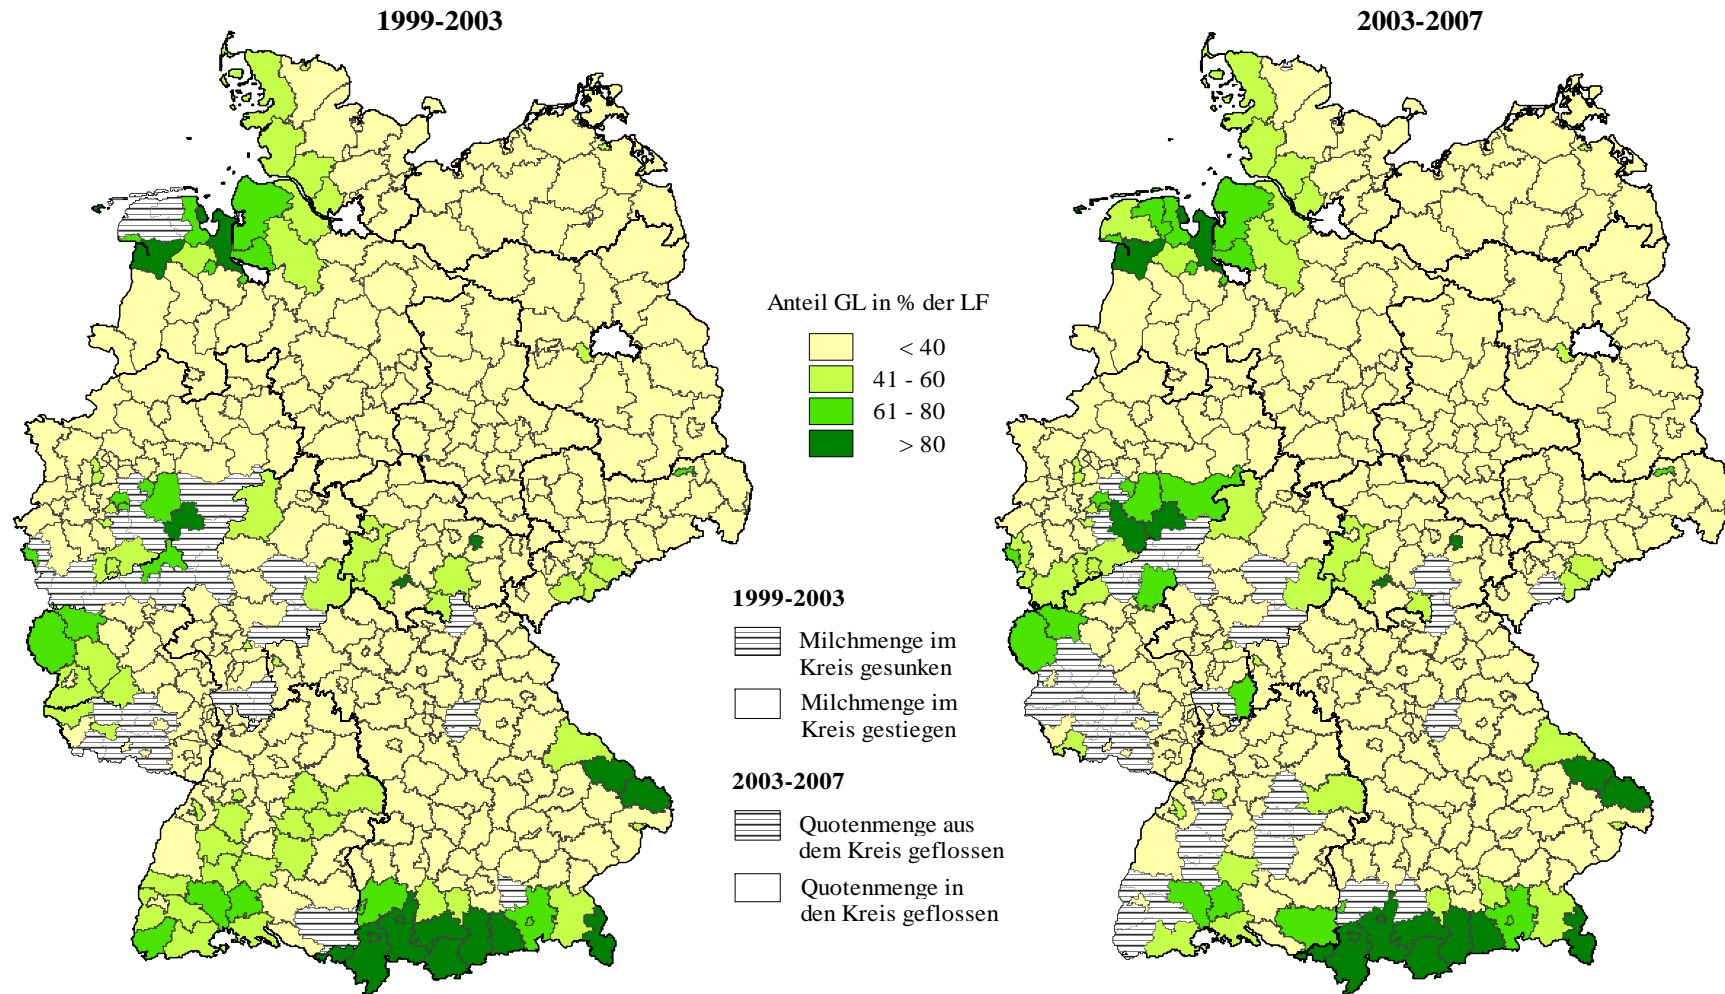 1999-2003
2003-2007
Anteil GL in % der LF
< 40
41 - 60
61 - 80
> 80
1999-2003
Milchmenge im
Kreis gesunken
Milchmenge im
Kreis gestiegen
2003-2007
Quotenmenge aus
dem Kreis geflossen
Quotenmenge in
den Kreis geflossen